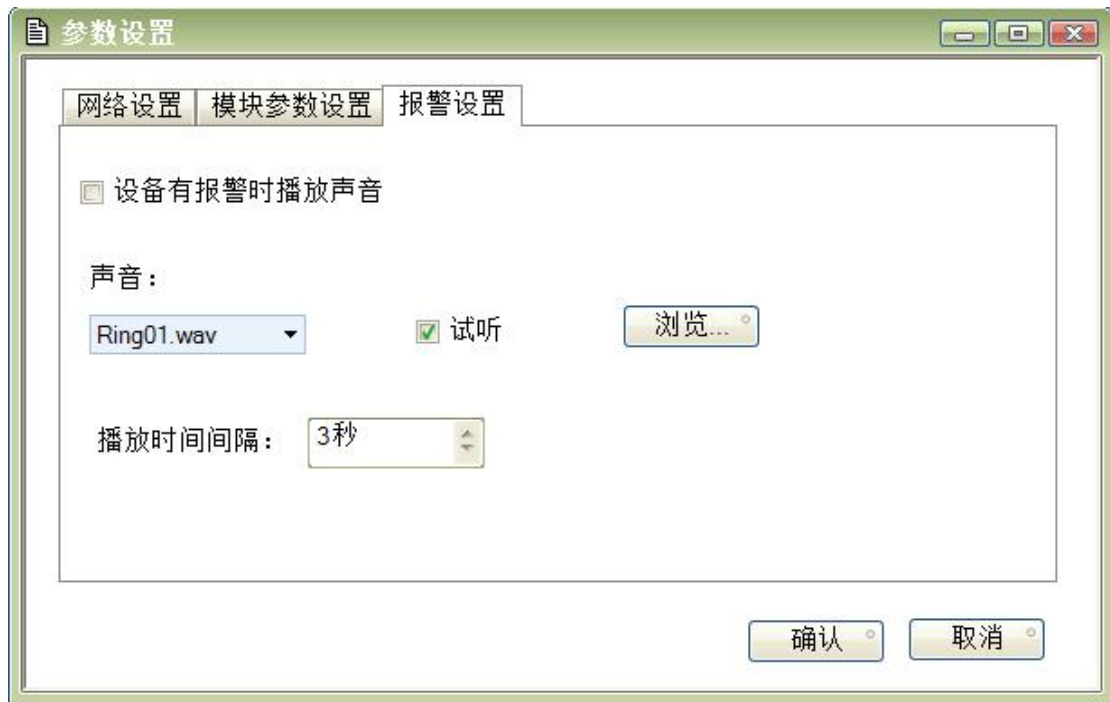 参数设置
网络设置 模块参数设置 报警设置
设备有报警时播放声音
声音：
Ring01.wav 试听 浏览...
播放时间间隔： 3秒
确认 取消